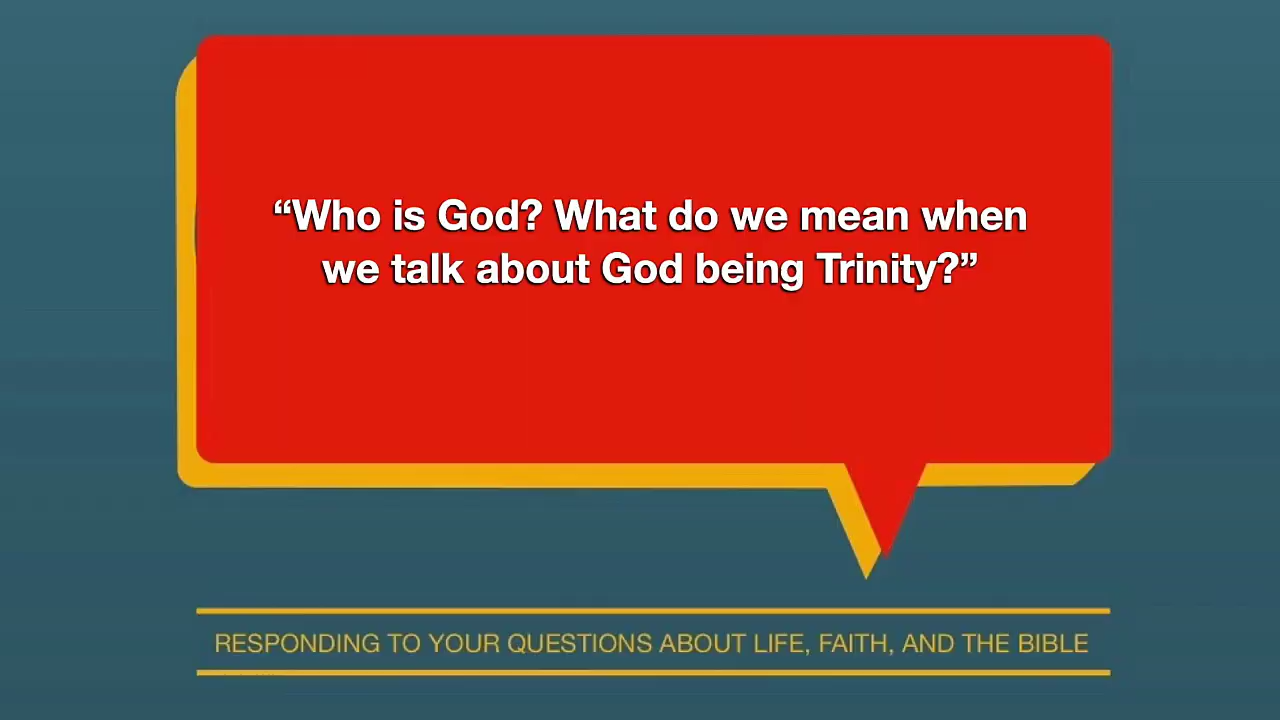 “Who is God? What do we mean when
we talk about God being Trinity?”
RESPONDING TO YOUR QUESTIONS ABOUT LIFE, FAITH, AND THE BIBLE